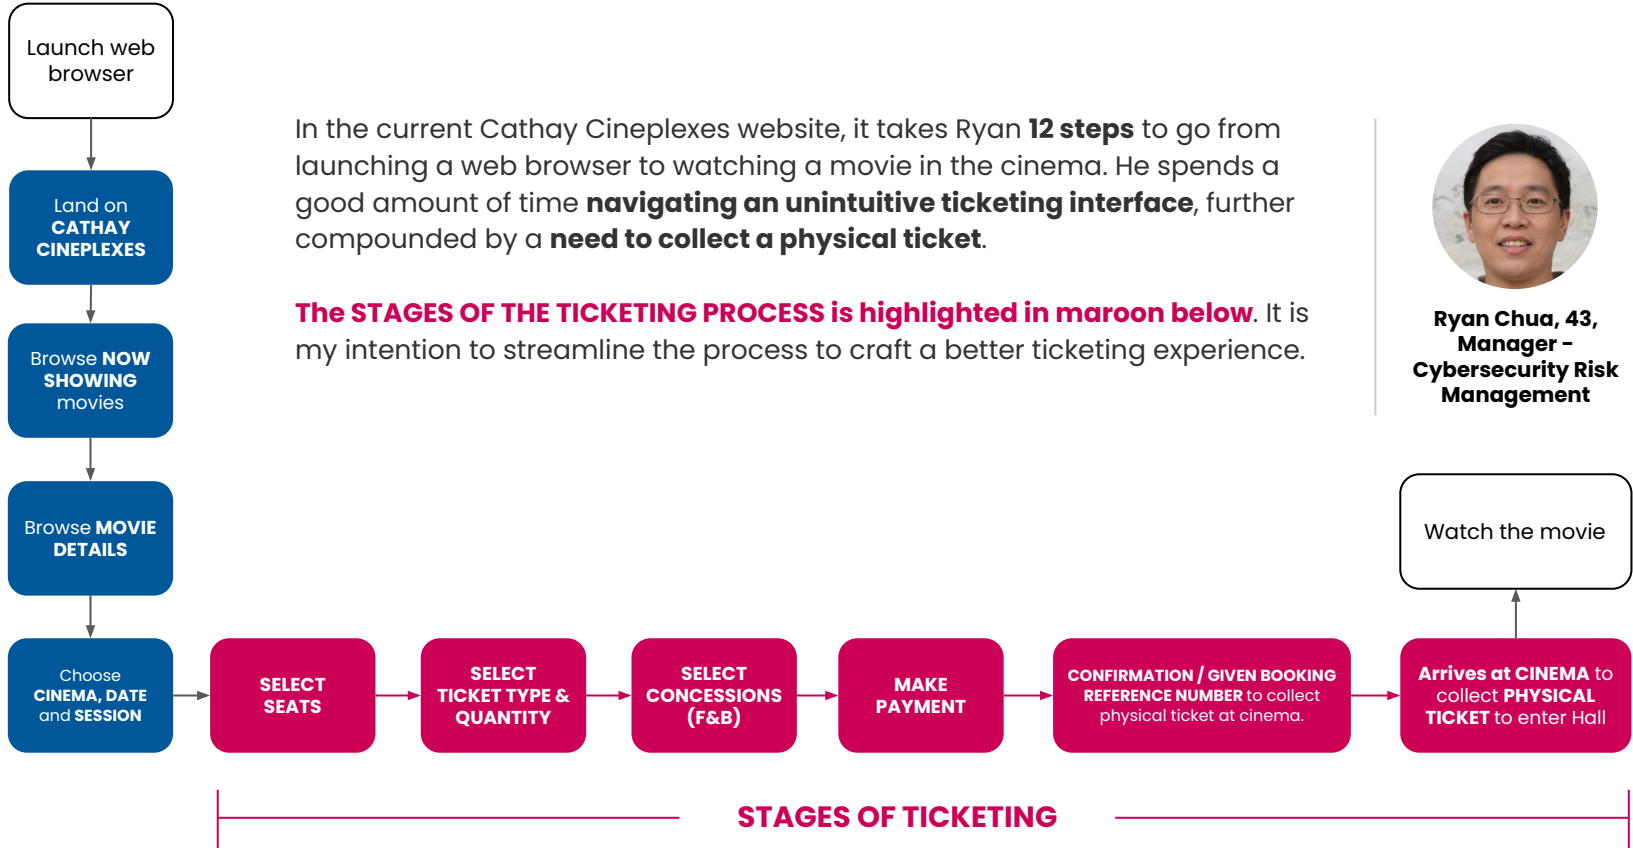 Launch web
browser
Land on
CATHAY
CINEPLEXES
Browse NOW
SHOWING
movies
Browse MOVIE
DETAILS
Choose
CINEMA, DATE
and SESSION
In the current Cathay Cineplexes website, it takes Ryan 12 steps to go from
launching a web browser to watching a movie in the cinema. He spends a
good amount of time navigating an unintuitive ticketing interface, further
compounded by a need to collect a physical ticket.
The STAGES OF THE TICKETING PROCESS is highlighted in maroon below. It is
my intention to streamline the process to craft a better ticketing experience.
Ryan Chua, 43,
Manager -
Cybersecurity Risk
Management
SELECT
SEATS
SELECT
TICKET TYPE &
QUANTITY
SELECT
CONCESSIONS
(F&B)
MAKE
PAYMENT
CONFIRMATION / GIVEN BOOKING
REFERENCE NUMBER to collect
physical ticket at cinema.
Arrives at CINEMA to
collect PHYSICAL
TICKET to enter Hall
Watch the movie
STAGES OF TICKETING